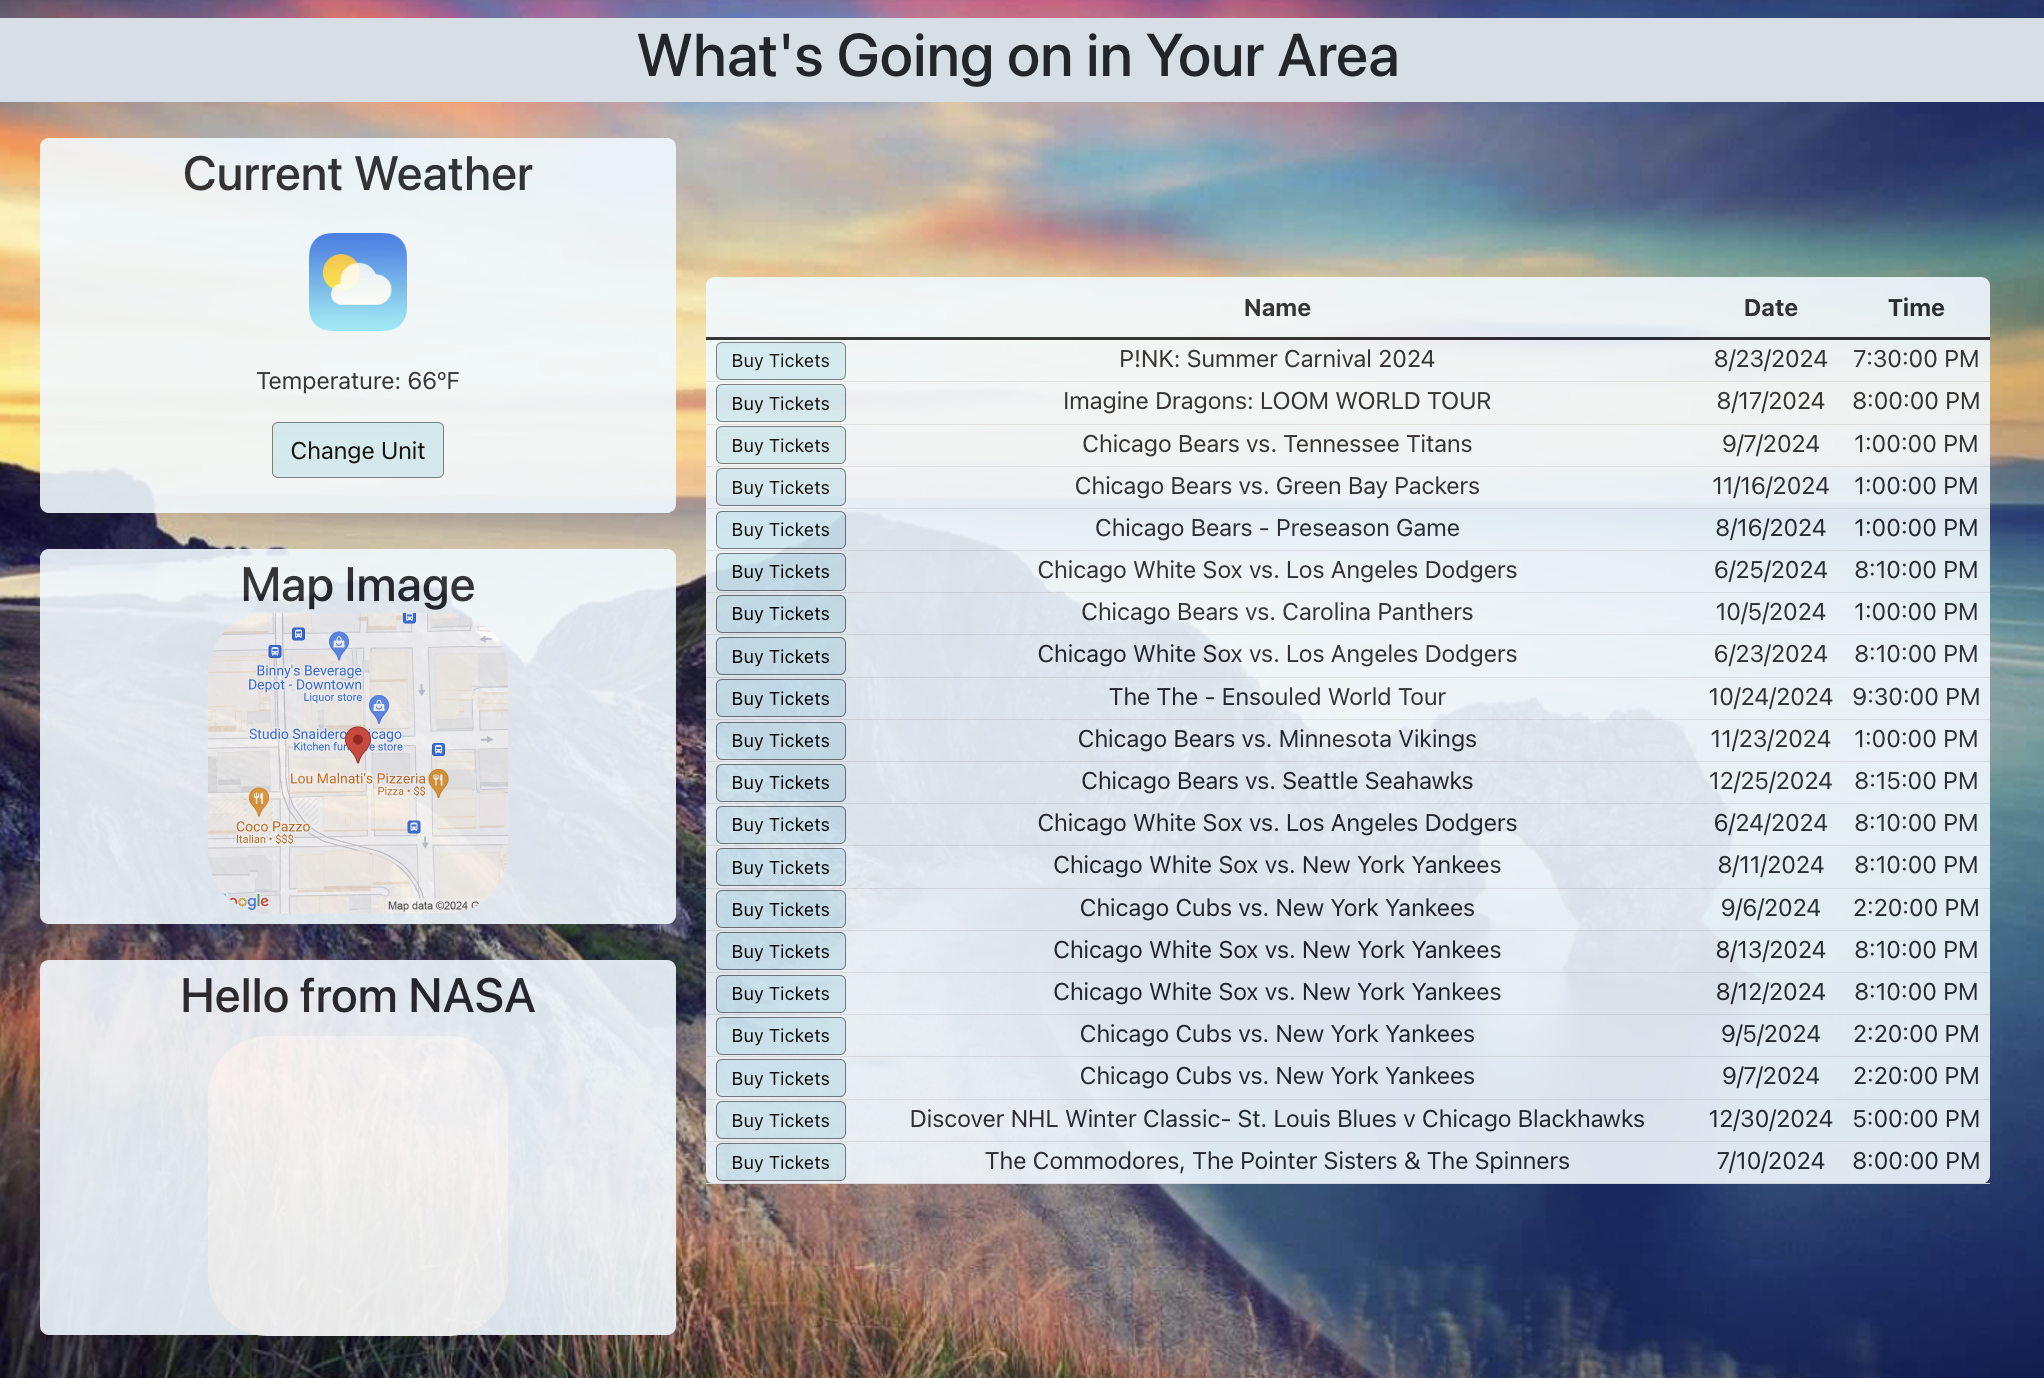 What's Going on in Your Area
Current Weather
Temperature: 66°F
Change Unit
Map Image
Binny's Beverage
Depot - Downtown
Liquor store
Studio Snaidero
Kitchen
store
Lou Malnati's Pizzeria
Pizza • $$
Coco Pazzo
Italian • $$$
Map data ©2024
Hello from NASA
Name Date Time
Buy Tickets P!NK: Summer Carnival 2024 8/23/2024 7:30:00 PM
Buy Tickets Imagine Dragons: LOOM WORLD TOUR 8/17/2024 8:00:00 PM
Buy Tickets Chicago Bears vs. Tennessee Titans 9/7/2024 1:00:00 PM
Buy Tickets Chicago Bears vs. Green Bay Packers 11/16/2024 1:00:00 PM
Buy Tickets Chicago Bears - Preseason Game 8/16/2024 1:00:00 PM
Buy Tickets Chicago White Sox vs. Los Angeles Dodgers 6/25/2024 8:10:00 PM
Buy Tickets Chicago Bears vs. Carolina Panthers 10/5/2024 1:00:00 PM
Buy Tickets Chicago White Sox vs. Los Angeles Dodgers 6/23/2024 8:10:00 PM
Buy Tickets The The - Ensouled World Tour 10/24/2024 9:30:00 PM
Buy Tickets Chicago Bears vs. Minnesota Vikings 11/23/2024 1:00:00 PM
Buy Tickets Chicago Bears vs. Seattle Seahawks 12/25/2024 8:15:00 PM
Buy Tickets Chicago White Sox vs. Los Angeles Dodgers 6/24/2024 8:10:00 PM
Buy Tickets Chicago White Sox vs. New York Yankees 8/11/2024 8:10:00 PM
Buy Tickets Chicago Cubs vs. New York Yankees 9/6/2024 2:20:00 PM
Buy Tickets Chicago White Sox vs. New York Yankees 8/13/2024 8:10:00 PM
Buy Tickets Chicago White Sox vs. New York Yankees 8/12/2024 8:10:00 PM
Buy Tickets Chicago Cubs vs. New York Yankees 9/5/2024 2:20:00 PM
Buy Tickets Chicago Cubs vs. New York Yankees 9/7/2024 2:20:00 PM
Buy Tickets Discover NHL Winter Classic- St. Louis Blues v Chicago Blackhawks 12/30/2024 5:00:00 PM
Buy Tickets The Commodores, The Pointer Sisters & The Spinners 7/10/2024 8:00:00 PM